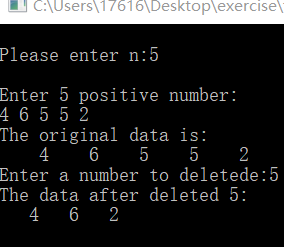 C:\Users\17616\Desktop\exercise\
Please enter n:5
Enter 5 positive number:
4 6 5 5 2
The original data is:
4 6 5 5 2
Enter a number to deletede:5
The data after deleted 5:
4 6 2